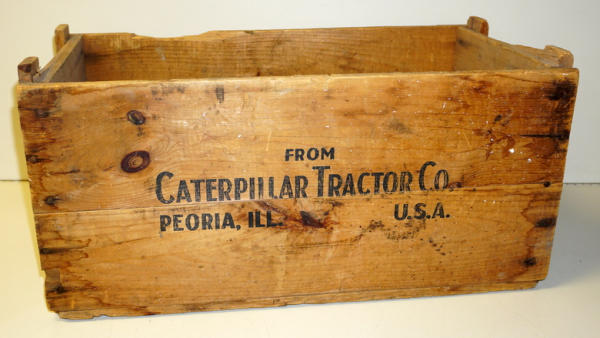 FROM
CATERPILLAR TRACTOR CO.
PEORIA, ILL. U.S.A.